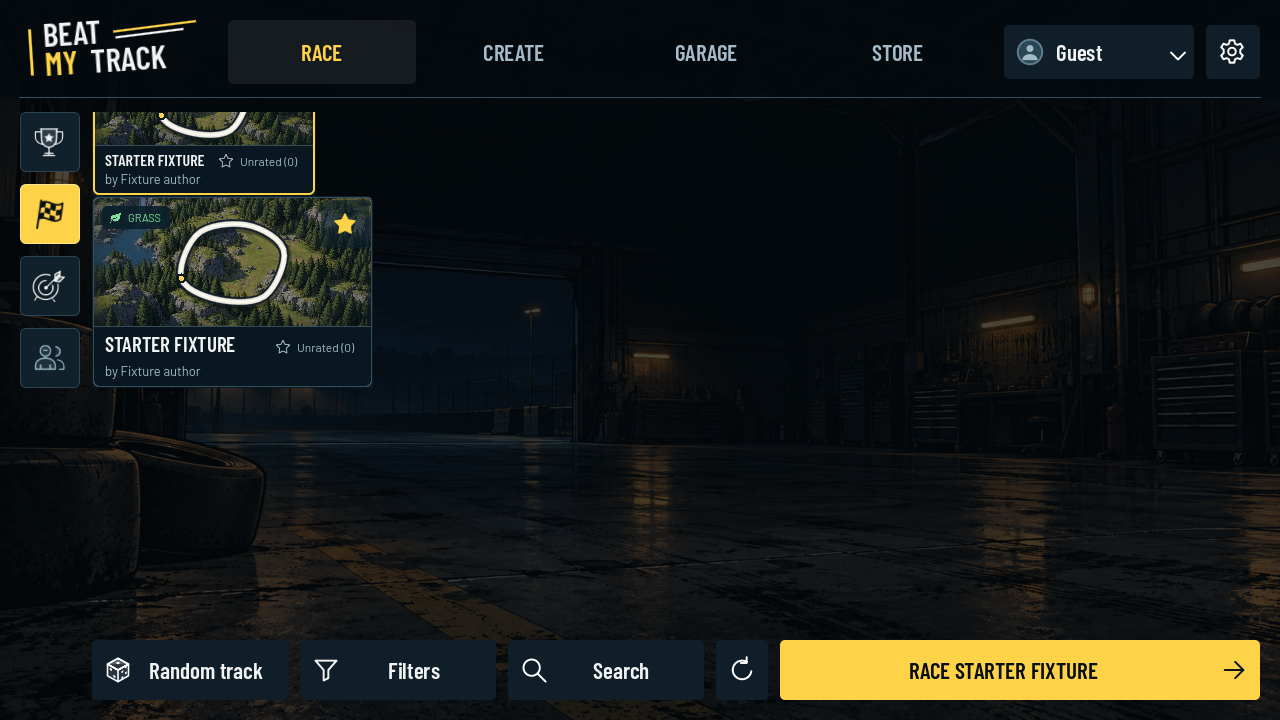 BEAT
MY TRACK
RACE
CREATE
GARAGE
STORE
Guest
STARTER FIXTURE
Unrated (0)
by Fixture author
GRASS
STARTER FIXTURE
Unrated (0)
by Fixture author
Random track
Filters
Search
RACE STARTER FIXTURE